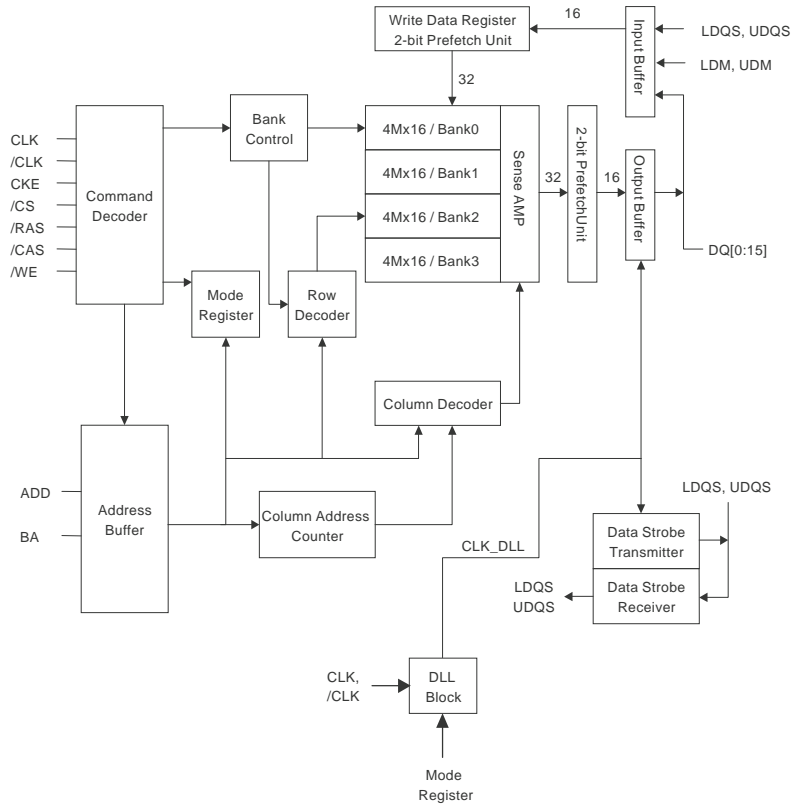 Write Data Register
2-bit Prefetch Unit
16
Input Buffer
LDQS, UDQS
LDM, UDM
32
CLK
/CLK
CKE
/CS
/RAS
/CAS
/WE
Command
Decoder
Bank
Control
4Mx16 / Bank0
4Mx16 / Bank1
4Mx16 / Bank2
4Mx16 / Bank3
Sense AMP
32
2-bit PrefetchUnit
16
Output Buffer
DQ[0:15]
Mode
Register
Row
Decoder
Column Decoder
ADD
BA
Address
Buffer
Column Address
Counter
CLK_DLL
LDQS, UDQS
Data Strobe
Transmitter
Data Strobe
Receiver
LDQS
UDQS
CLK,
/CLK
DLL
Block
Mode
Register